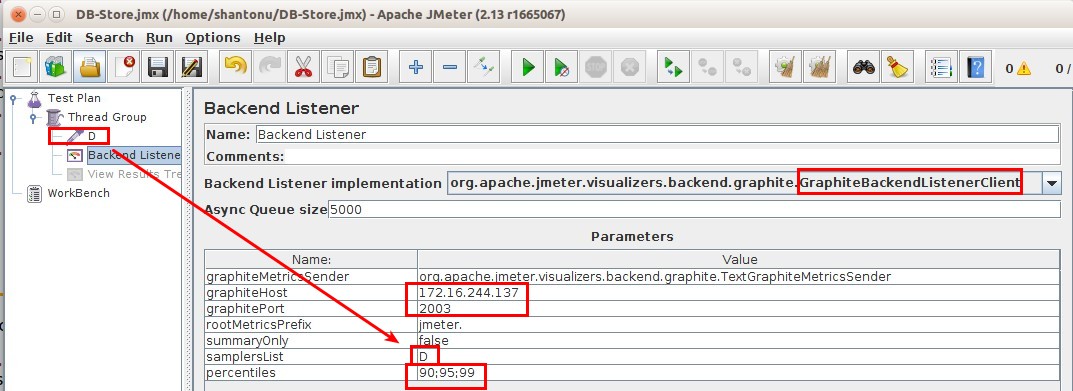 DB-Store.jmx (/home/shantonu/DB-Store.jmx) - Apache JMeter (2.13 r1665067)
File Edit Search Run Options Help
0 0 /
Test Plan
Thread Group
D
Backend Listene
View Results Tre
WorkBench
Backend Listener
Name: Backend Listener
Comments:
Backend Listener implementation org.apache.jmeter.visualizers.backend.graphite.GraphiteBackendListenerClient
Async Queue size 5000
Parameters
Name: Value
graphiteMetricsSender org.apache.jmeter.visualizers.backend.graphite.TextGraphiteMetricsSender
graphiteHost 172.16.244.137
graphitePort 2003
rootMetricsPrefix jmeter.
summaryOnly false
samplersList D
percentiles 90;95;99